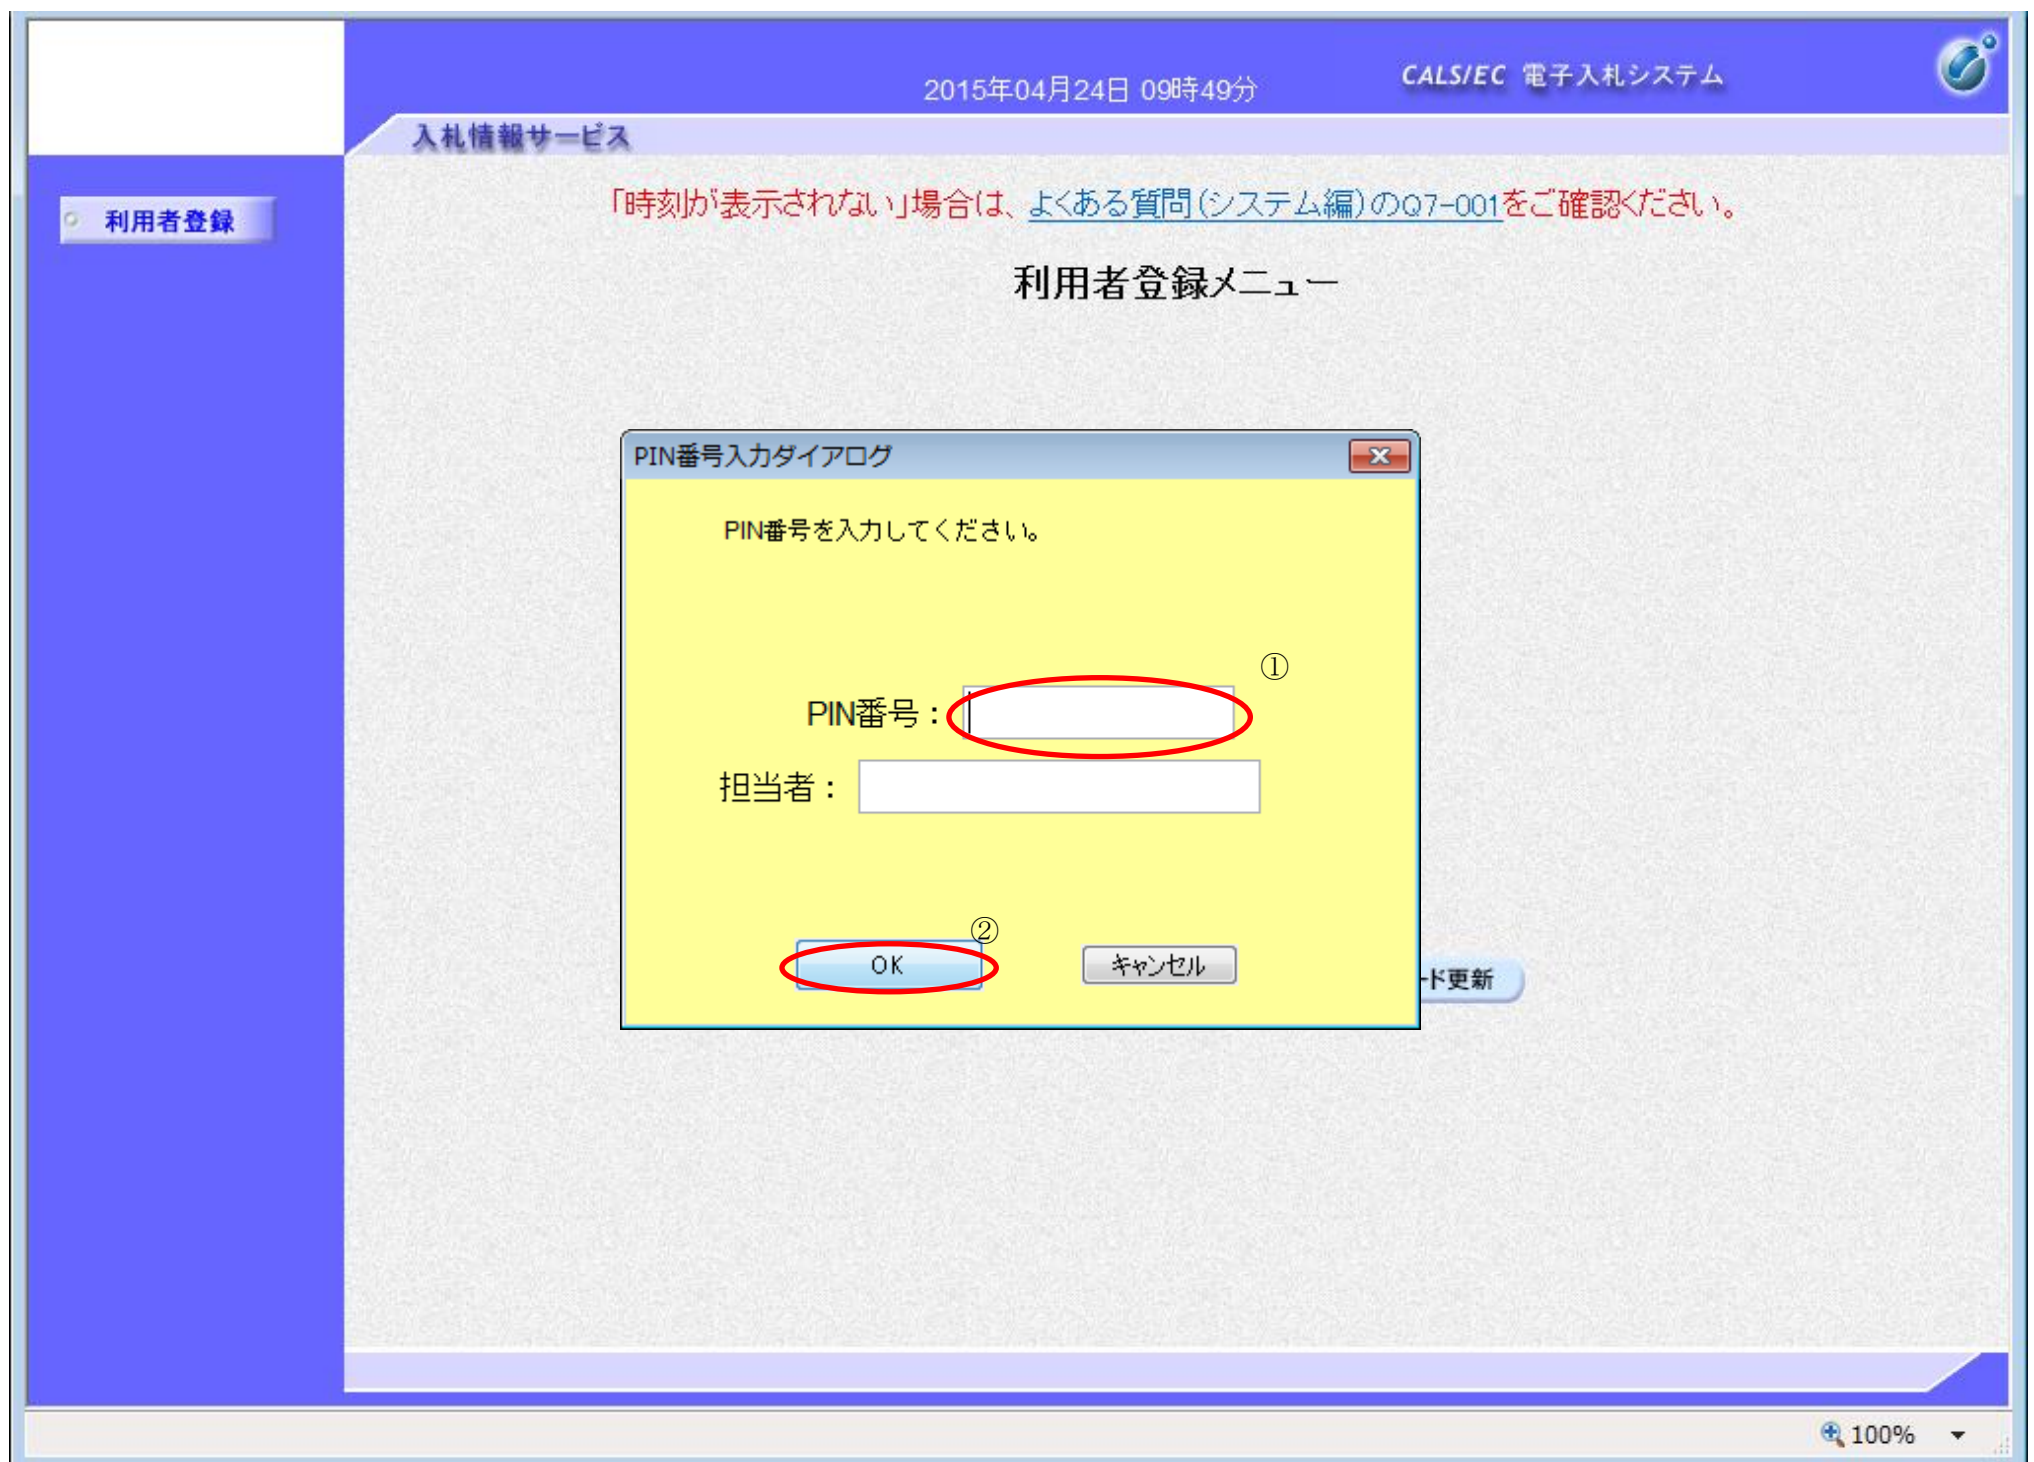 2015年04月24日 09時49分
CALS/EC 電子入札システム
入札情報サービス
利用者登録
「時刻が表示されない」場合は、よくある質問(システム編)のQ7-001をご確認ください。
利用者登録メニュー
PIN番号入力ダイアログ
PIN番号を入力してください。
①
PIN番号：
担当者：
②
OK
キャンセル
ド更新
100%